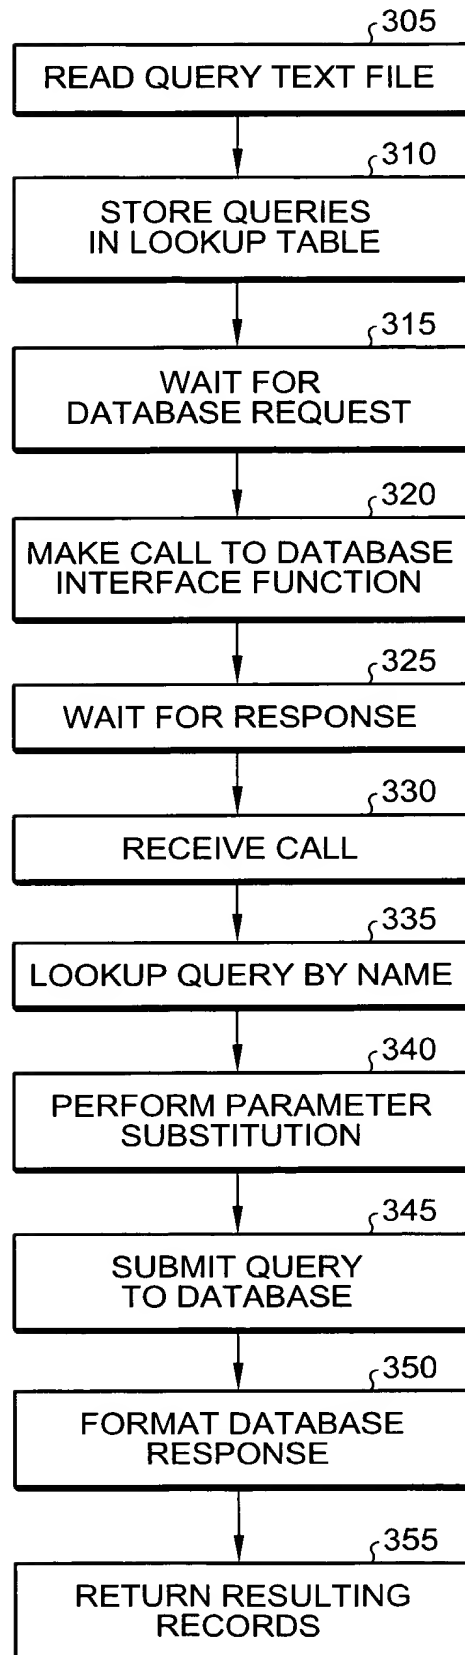 305
READ QUERY TEXT FILE
310
STORE QUERIES
IN LOOKUP TABLE
315
WAIT FOR
DATABASE REQUEST
320
MAKE CALL TO DATABASE
INTERFACE FUNCTION
325
WAIT FOR RESPONSE
330
RECEIVE CALL
335
LOOKUP QUERY BY NAME
340
PERFORM PARAMETER
SUBSTITUTION
345
SUBMIT QUERY
TO DATABASE
350
FORMAT DATABASE
RESPONSE
355
RETURN RESULTING
RECORDS